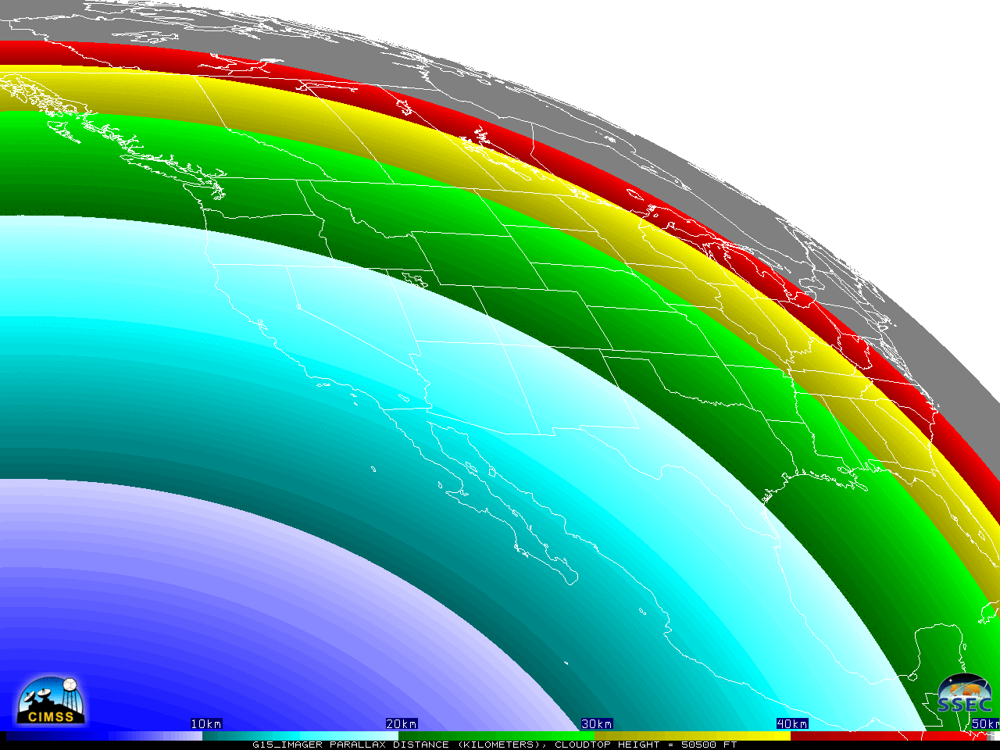 CIMSS
SSEC
10km 20km 30km 40km 50km
G15_IMAGER PARALLAX DISTANCE (KILOMETERS), CLOUDTOP HEIGHT = 50500 FT